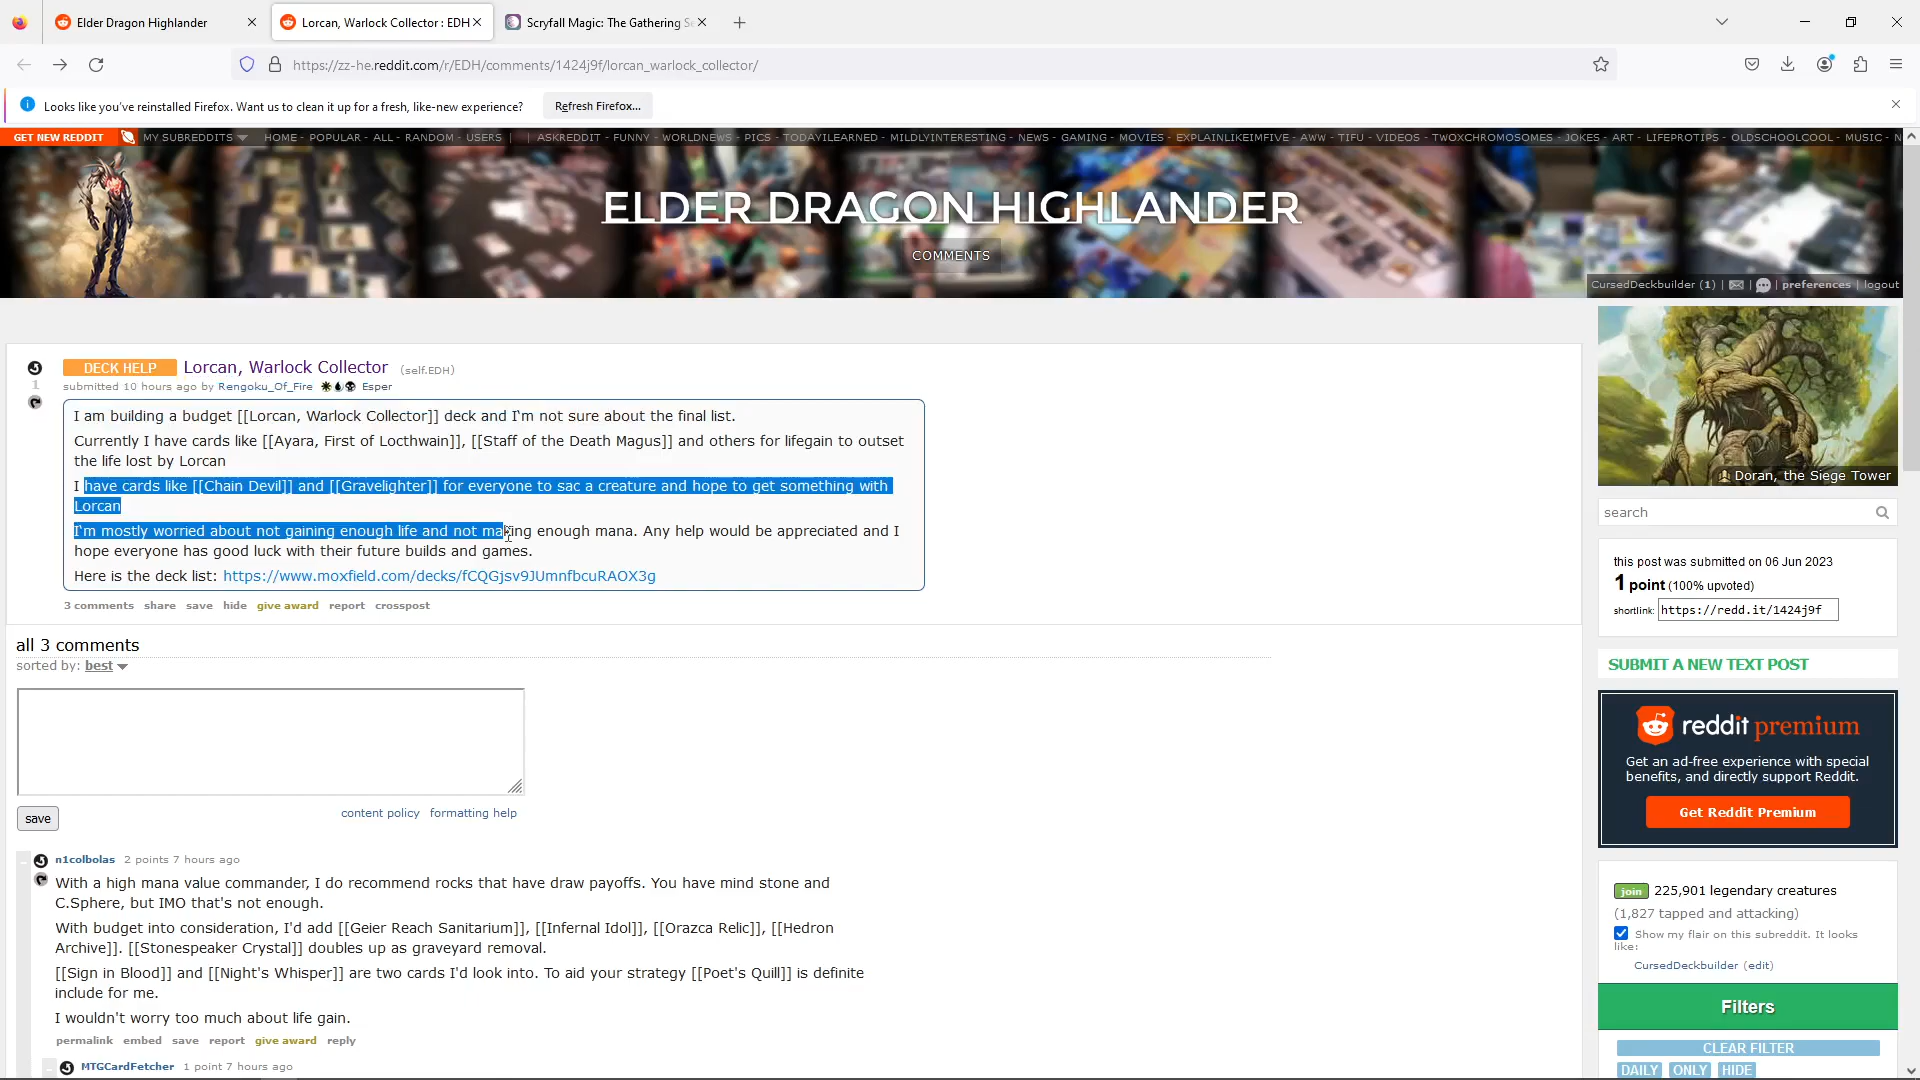 Elder Dragon Highlander
Lorcan, Warlock Collector : EDH
Scryfall Magic: The Gathering S
https://zz-he.reddit.com/r/EDH/comments/1424j9f/lorcan_warlock_collector/
Looks like you've reinstalled Firefox. Want us to clean it up for a fresh, like-new experience?
Refresh Firefox...
GET NEW REDDIT MY SUBREDDITS HOME - POPULAR - ALL - RANDOM - USERS | ASKREDDIT - FUNNY - WORLDNEWS - PICS - TODAYILEARNED - MILDLYINTERESTING - NEWS - GAMING - MOVIES - EXPLAINLIKEIMFIVE - AWW - TIFU - VIDEOS - TWOXCHROMOSOMES - JOKES - ART - LIFEPROTIPS - OLDSCHOOLCOOL - MUSIC - N
ELDER DRAGON HIGHLANDER
COMMENTS
CursedDeckbuilder (1) | | | preferences | logout
DECK HELP Lorcan, Warlock Collector (self.EDH)
1
submitted 10 hours ago by Rengoku_Of_Fire Esper
I am building a budget [[Lorcan, Warlock Collector]] deck and I'm not sure about the final list.
Currently I have cards like [[Ayara, First of Locthwain]], [[Staff of the Death Magus]] and others for lifegain to outset
the life lost by Lorcan
I have cards like [[Chain Devil]] and [[Gravelighter]] for everyone to sac a creature and hope to get something with
Lorcan
I'm mostly worried about not gaining enough life and not making enough mana. Any help would be appreciated and I
hope everyone has good luck with their future builds and games.
Here is the deck list: https://www.moxfield.com/decks/fCQGjsv9JUmnfbcuRAOX3g
3 comments share save hide give award report crosspost
all 3 comments
sorted by: best
save
content policy formatting help
n1colbolas 2 points 7 hours ago
With a high mana value commander, I do recommend rocks that have draw payoffs. You have mind stone and
C.Sphere, but IMO that's not enough.
With budget into consideration, I'd add [[Geier Reach Sanitarium]], [[Infernal Idol]], [[Orazca Relic]], [[Hedron
Archive]]. [[Stonespeaker Crystal]] doubles up as graveyard removal.
[[Sign in Blood]] and [[Night's Whisper]] are two cards I'd look into. To aid your strategy [[Poet's Quill]] is definite
include for me.
I wouldn't worry too much about life gain.
permalink embed save report give award reply
MTGCardFetcher 1 point 7 hours ago
Doran, the Siege Tower
search
this post was submitted on 06 Jun 2023
1 point (100% upvoted)
shortlink: https://redd.it/1424j9f
SUBMIT A NEW TEXT POST
reddit premium
Get an ad-free experience with special
benefits, and directly support Reddit.
Get Reddit Premium
join 225,901 legendary creatures
(1,827 tapped and attacking)
Show my flair on this subreddit. It looks
like:
CursedDeckbuilder (edit)
Filters
CLEAR FILTER
DAILY ONLY HIDE